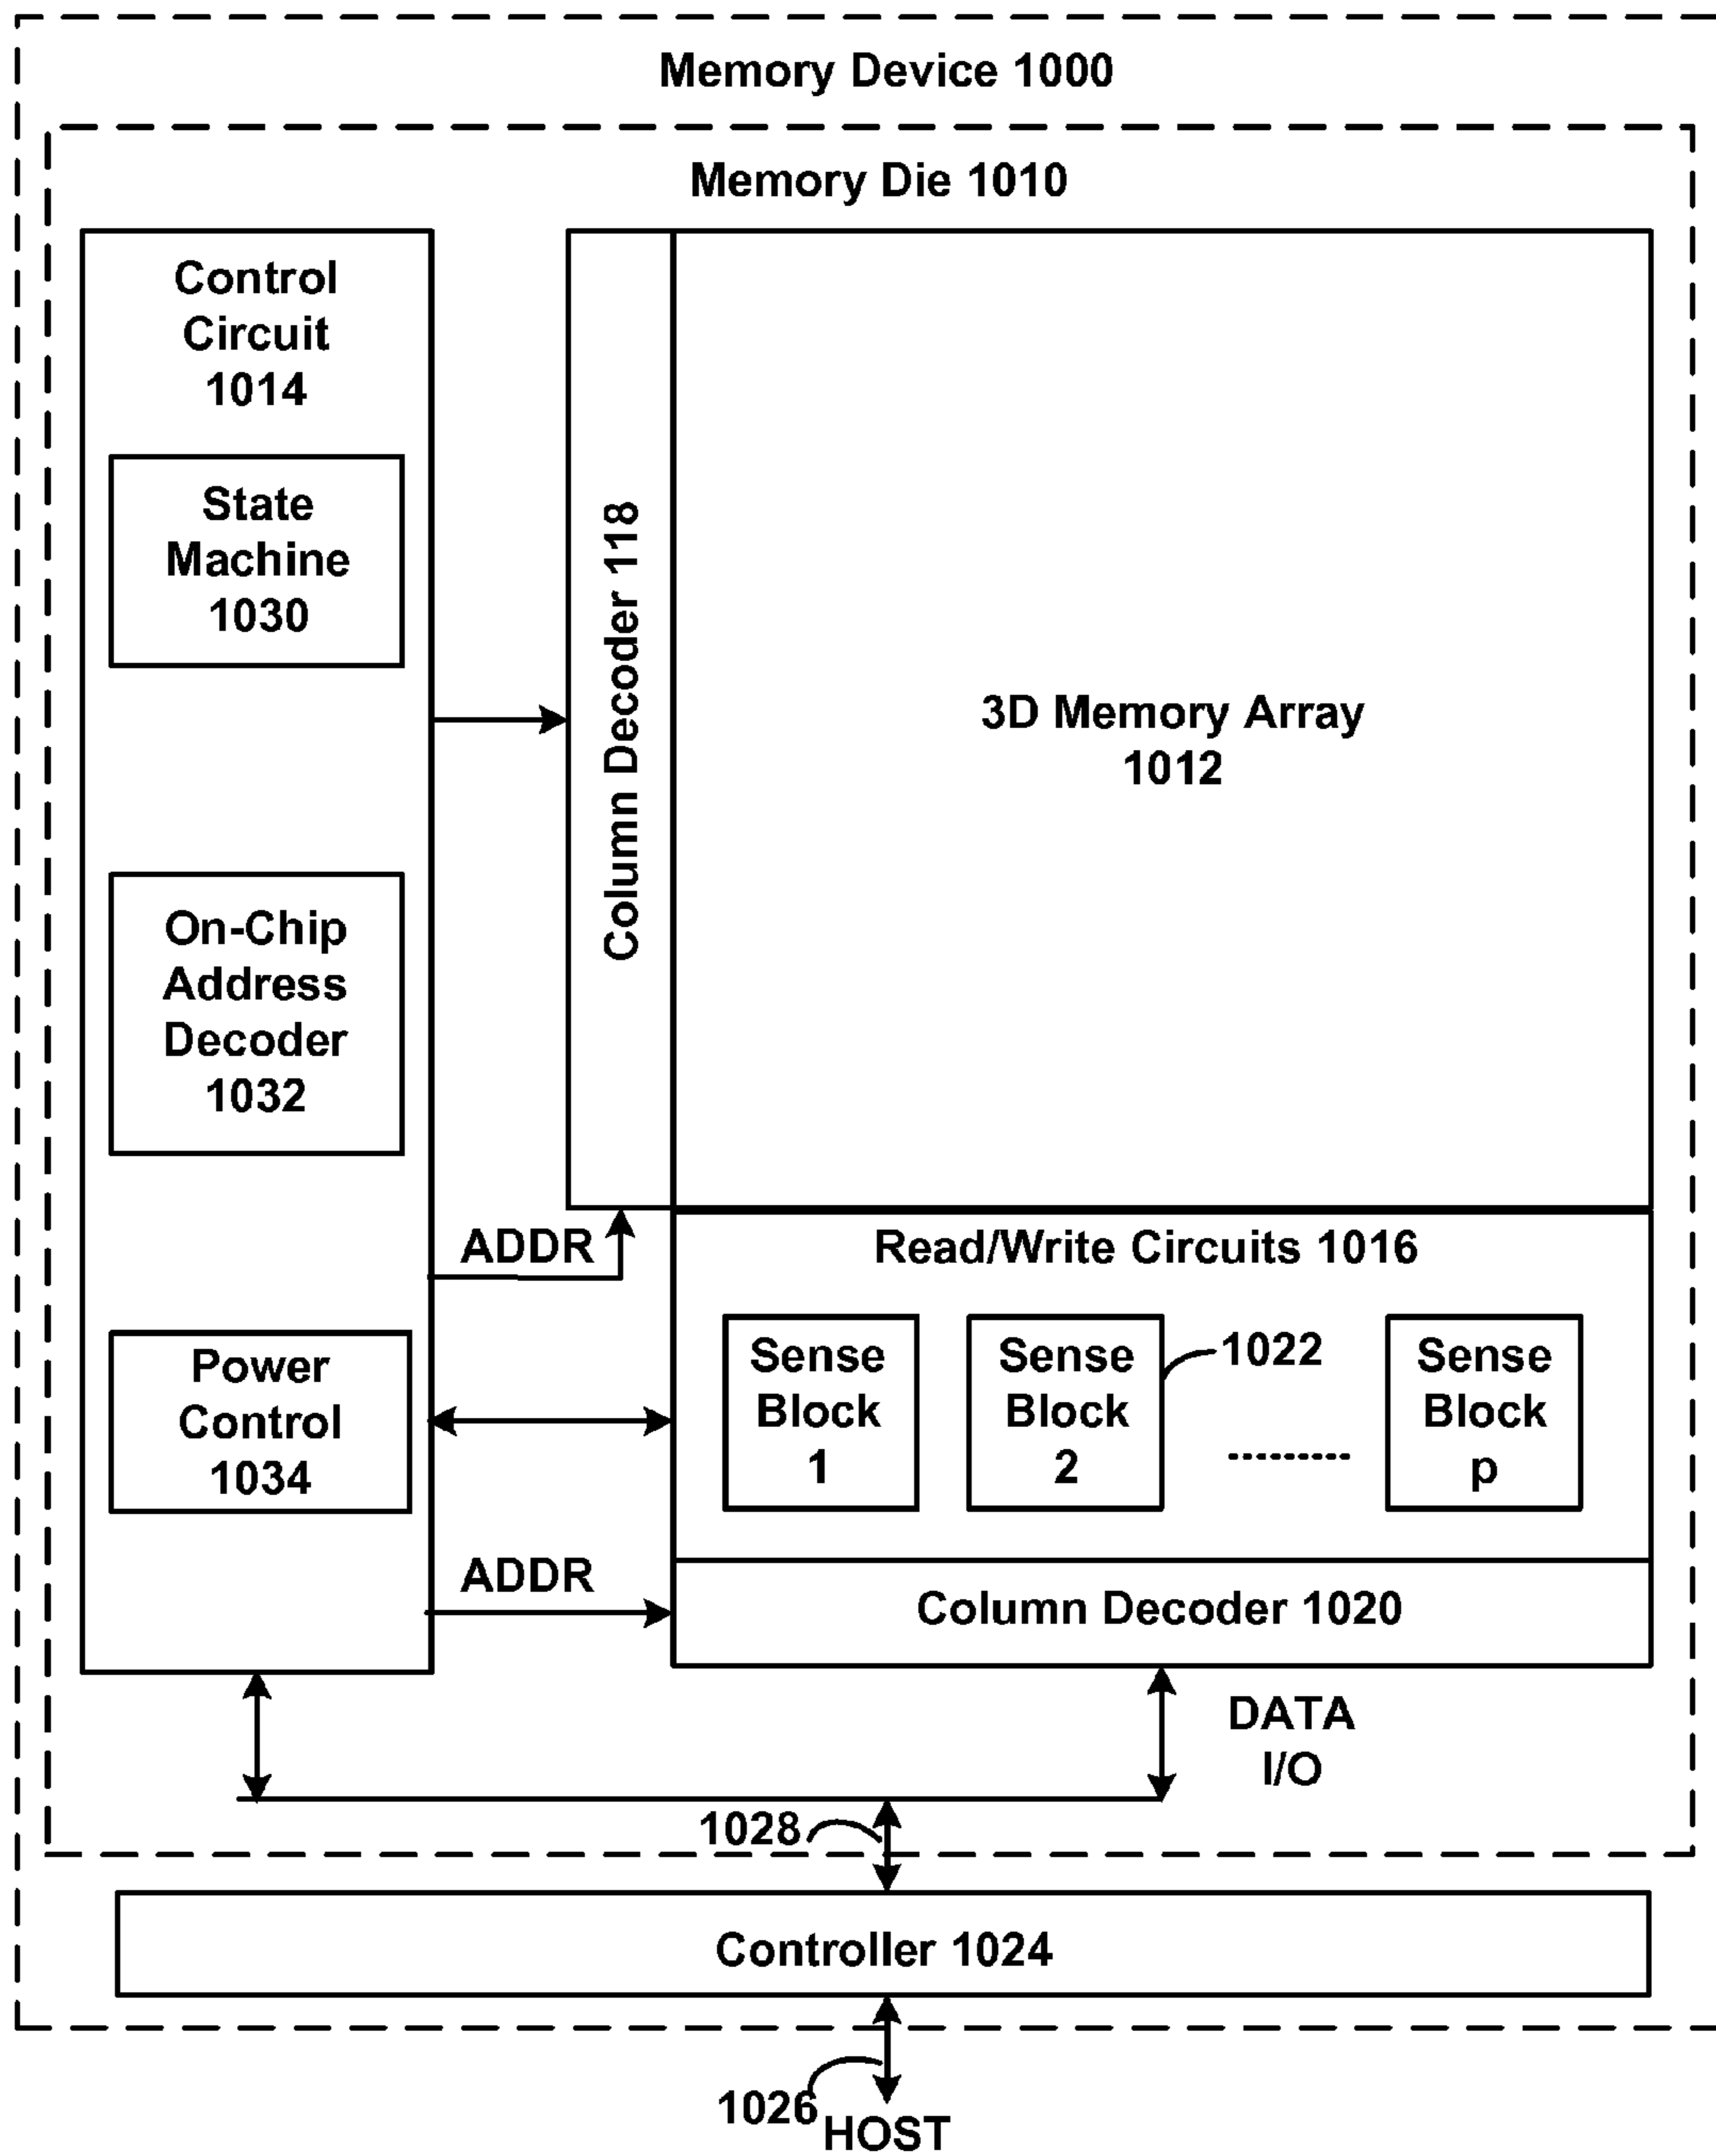 Memory Device 1000
Memory Die 1010
Control
Circuit
1014
State
Machine
1030
On-Chip
Address
Decoder
1032
Power
Control
1034
Column Decoder 118
3D Memory Array
1012
ADDR
Read/Write Circuits 1016
Sense
Block
1
Sense
Block
2
1022
.........
Sense
Block
p
ADDR
Column Decoder 1020
DATA
I/O
1028
Controller 1024
1026
HOST